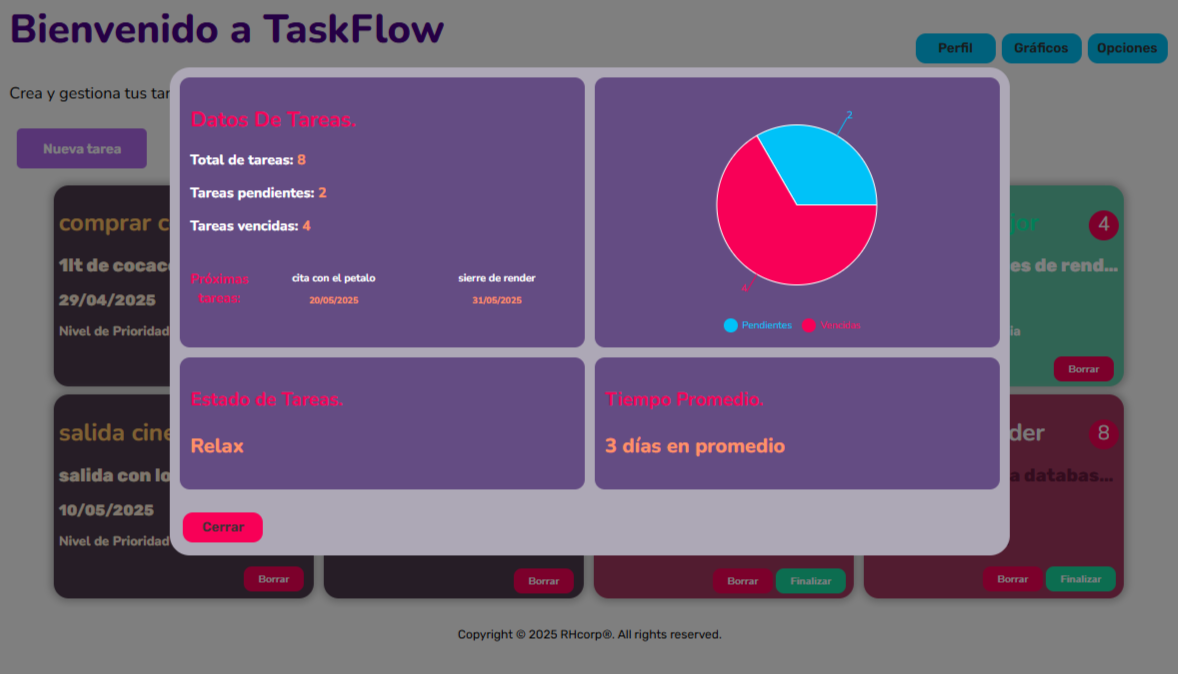 Bienvenido a TaskFlow
Perfil
Gráficos
Opciones
Crea y gestiona tus tar
Nueva tarea
Datos De Tareas.
Total de tareas: 8
Tareas pendientes: 2
Tareas vencidas: 4
Próximas
tareas:
cita con el petalo
20/05/2025
sierre de render
31/05/2025
2
4
Pendientes
Vencidas
Estado de Tareas.
Relax
Tiempo Promedio.
3 días en promedio
Cerrar
comprar c
1lt de cocac
29/04/2025
Nivel de Prioridad
4
es de rend...
ia
Borrar
salida cine
salida con lo
10/05/2025
Nivel de Prioridad
Borrar
Borrar
Borrar
Finalizar
der
8
a databas...
Borrar
Finalizar
Copyright © 2025 RHcorp®. All rights reserved.